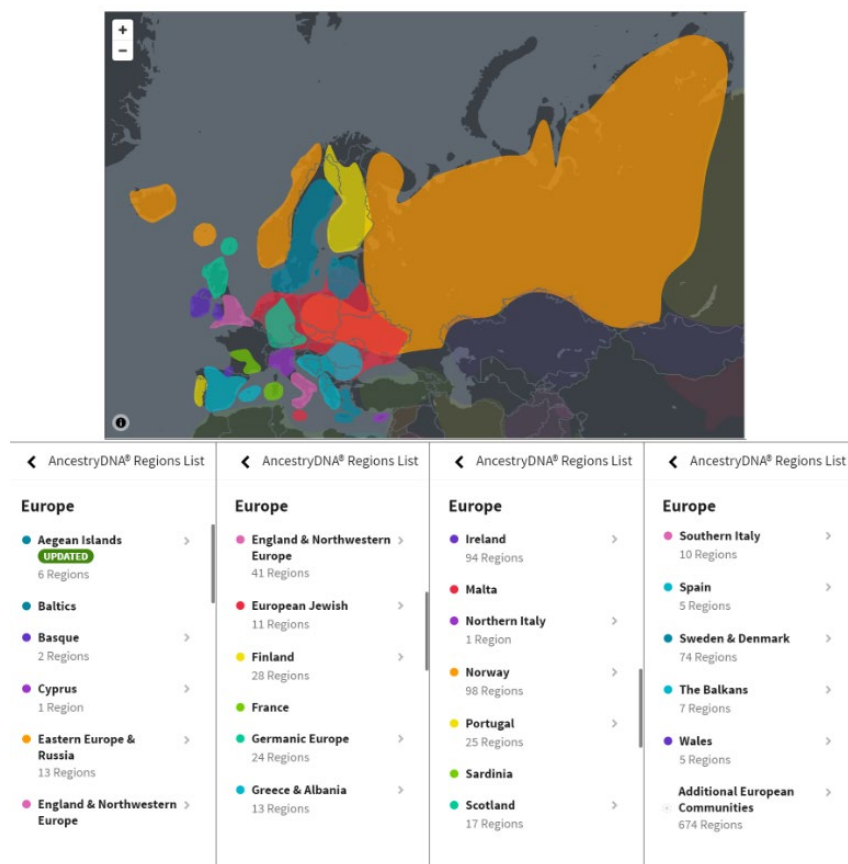 +
−
i
AncestryDNA® Regions List
Europe
Aegean Islands
UPDATED
6 Regions
Baltics
Basque
2 Regions
Cyprus
1 Region
Eastern Europe &
Russia
13 Regions
England & Northwestern
Europe
AncestryDNA® Regions List
Europe
England & Northwestern
Europe
41 Regions
European Jewish
11 Regions
Finland
28 Regions
France
Germanic Europe
24 Regions
Greece & Albania
13 Regions
AncestryDNA® Regions List
Europe
Ireland
94 Regions
Malta
Northern Italy
1 Region
Norway
98 Regions
Portugal
25 Regions
Sardinia
Scotland
17 Regions
AncestryDNA® Regions List
Europe
Southern Italy
10 Regions
Spain
5 Regions
Sweden & Denmark
74 Regions
The Balkans
7 Regions
Wales
5 Regions
Additional European
Communities
674 Regions